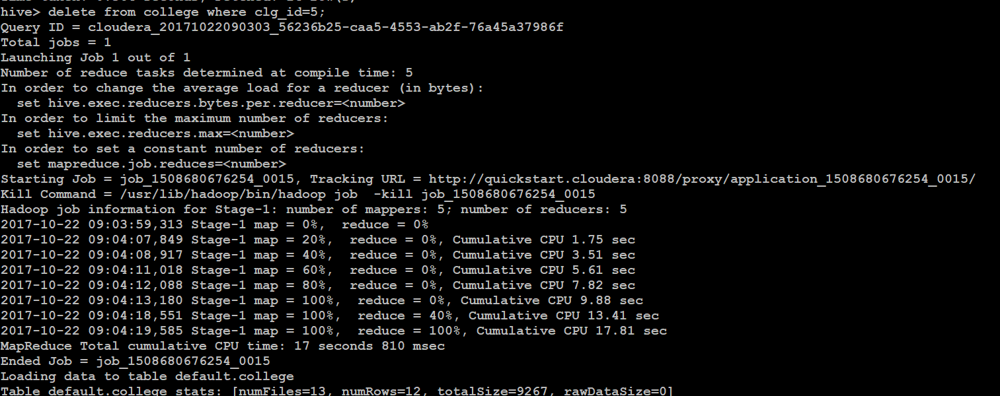 hive> delete from college where clg_id=5;
Query ID = cloudera_20171022090303_56236b25-caa5-4553-ab2f-76a45a37986f
Total jobs = 1
Launching Job 1 out of 1
Number of reduce tasks determined at compile time: 5
In order to change the average load for a reducer (in bytes):
  set hive.exec.reducers.bytes.per.reducer=<number>
In order to limit the maximum number of reducers:
  set hive.exec.reducers.max=<number>
In order to set a constant number of reducers:
  set mapreduce.job.reduces=<number>
Starting Job = job_1508680676254_0015, Tracking URL = http://quickstart.cloudera:8088/proxy/application_1508680676254_0015/
Kill Command = /usr/lib/hadoop/bin/hadoop job  -kill job_1508680676254_0015
Hadoop job information for Stage-1: number of mappers: 5; number of reducers: 5
2017-10-22 09:03:59,313 Stage-1 map = 0%,  reduce = 0%
2017-10-22 09:04:07,849 Stage-1 map = 20%,  reduce = 0%, Cumulative CPU 1.75 sec
2017-10-22 09:04:08,917 Stage-1 map = 40%,  reduce = 0%, Cumulative CPU 3.51 sec
2017-10-22 09:04:11,018 Stage-1 map = 60%,  reduce = 0%, Cumulative CPU 5.61 sec
2017-10-22 09:04:12,088 Stage-1 map = 80%,  reduce = 0%, Cumulative CPU 7.82 sec
2017-10-22 09:04:13,180 Stage-1 map = 100%,  reduce = 0%, Cumulative CPU 9.88 sec
2017-10-22 09:04:18,551 Stage-1 map = 100%,  reduce = 40%, Cumulative CPU 13.41 sec
2017-10-22 09:04:19,585 Stage-1 map = 100%,  reduce = 100%, Cumulative CPU 17.81 sec
MapReduce Total cumulative CPU time: 17 seconds 810 msec
Ended Job = job_1508680676254_0015
Loading data to table default.college
Table default.college stats: [numFiles=13, numRows=12, totalSize=9267, rawDataSize=0]